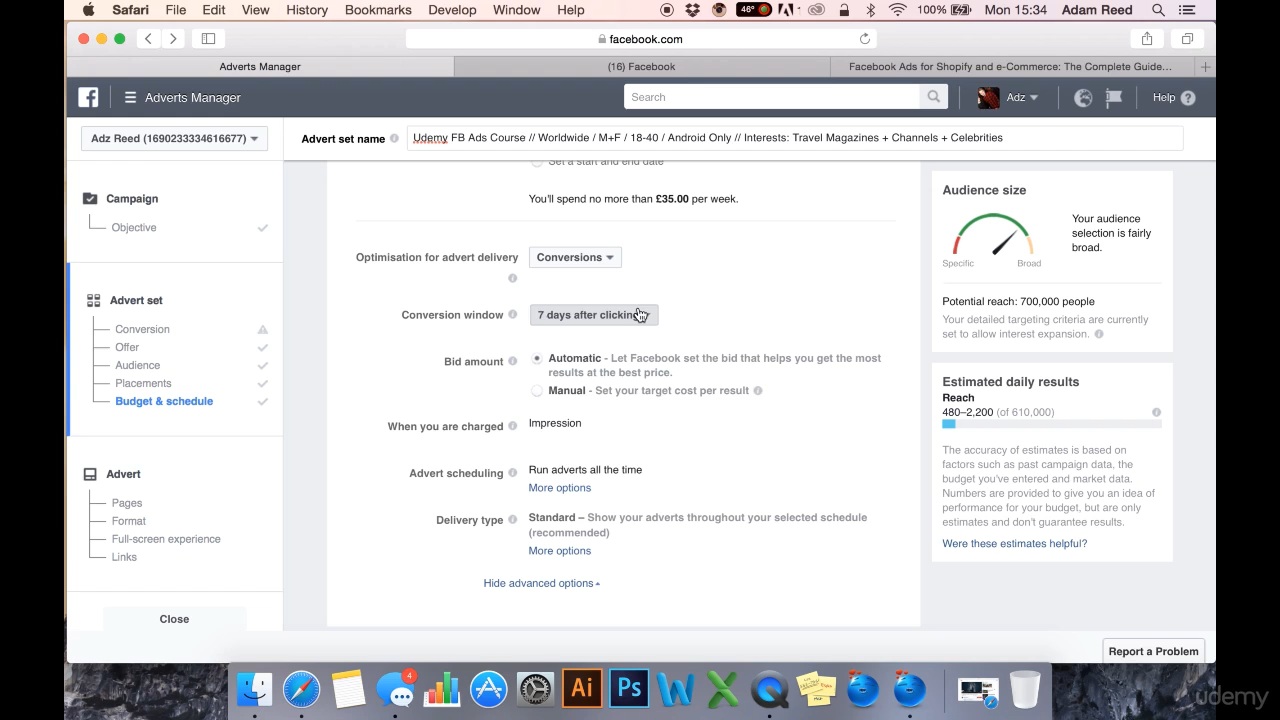 Safari File Edit View History Bookmarks Develop Window Help 46° 100% Mon 15:34 Adam Reed
facebook.com
Adverts Manager (16) Facebook Facebook Ads for Shopify and e-Commerce: The Complete Guide...
Adverts Manager Search Adz Help
Adz Reed (1690233334616677) Advert set name Udemy FB Ads Course // Worldwide / M+F / 18-40 / Android Only // Interests: Travel Magazines + Channels + Celebrities
Set a start and end date
You'll spend no more than £35.00 per week.
Campaign
Objective
Advert set
Conversion
Offer
Audience
Placements
Budget & schedule
Advert
Pages
Format
Full-screen experience
Links
Close
Optimisation for advert delivery Conversions
Conversion window 7 days after clicking
Bid amount Automatic - Let Facebook set the bid that helps you get the most
results at the best price.
Manual - Set your target cost per result
When you are charged Impression
Advert scheduling Run adverts all the time
More options
Delivery type Standard – Show your adverts throughout your selected schedule
(recommended)
More options
Hide advanced options
Audience size
Your audience
selection is fairly
broad.
Specific Broad
Potential reach: 700,000 people
Your detailed targeting criteria are currently
set to allow interest expansion.
Estimated daily results
Reach
480–2,200 (of 610,000)
The accuracy of estimates is based on
factors such as past campaign data, the
budget you've entered and market data.
Numbers are provided to give you an idea of
performance for your budget, but are only
estimates and don't guarantee results.
Were these estimates helpful?
Report a Problem
4
Ai Ps
udemy